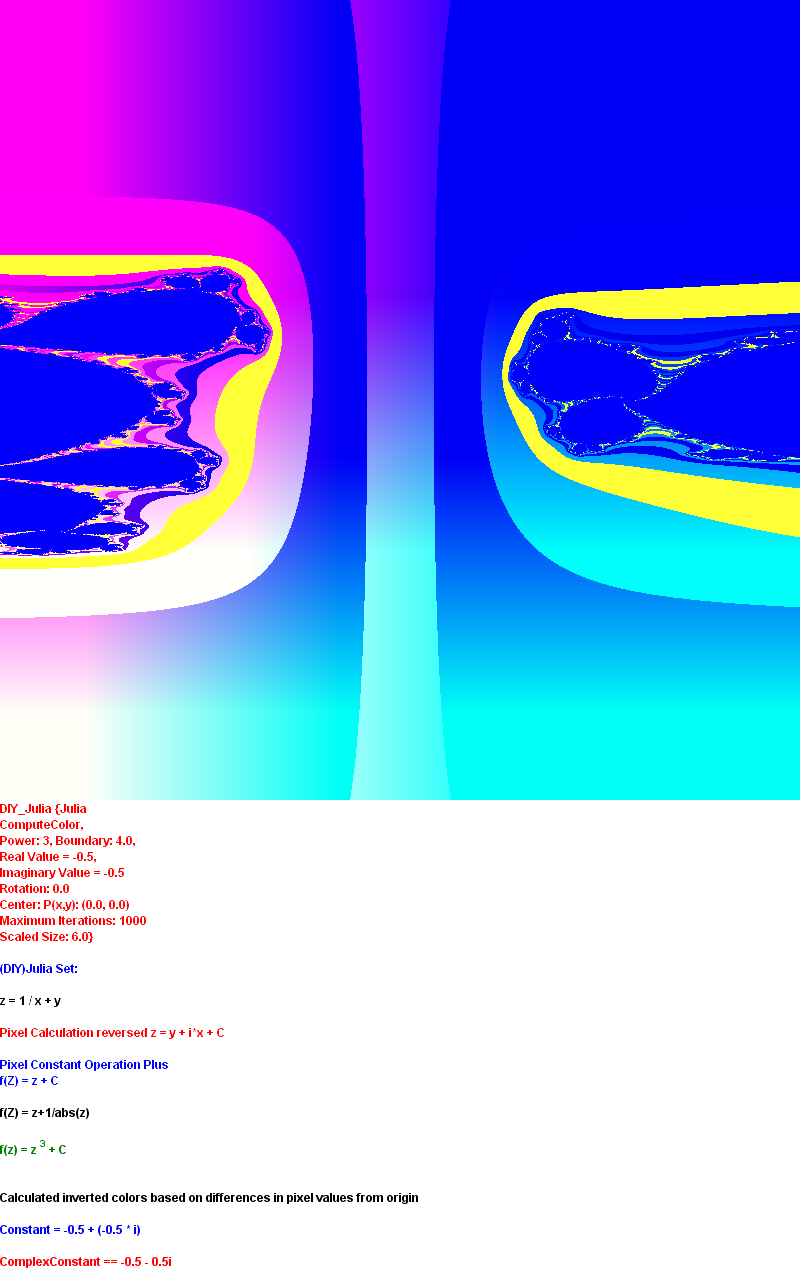 DIY_Julia {Julia
ComputeColor,
Power: 3, Boundary: 4.0,
Real Value = -0.5,
Imaginary Value = -0.5
Rotation: 0.0
Center: P(x,y): (0.0, 0.0)
Maximum Iterations: 1000
Scaled Size: 6.0}
(DIY)Julia Set:
z = 1 / x + y
Pixel Calculation reversed z = y + i*x + C
Pixel Constant Operation Plus
f(Z) = z + C
f(Z) = z+1/abs(z)
f(z) = z 3 + C
Calculated inverted colors based on differences in pixel values from origin
Constant = -0.5 + (-0.5 * i)
ComplexConstant == -0.5 - 0.5i